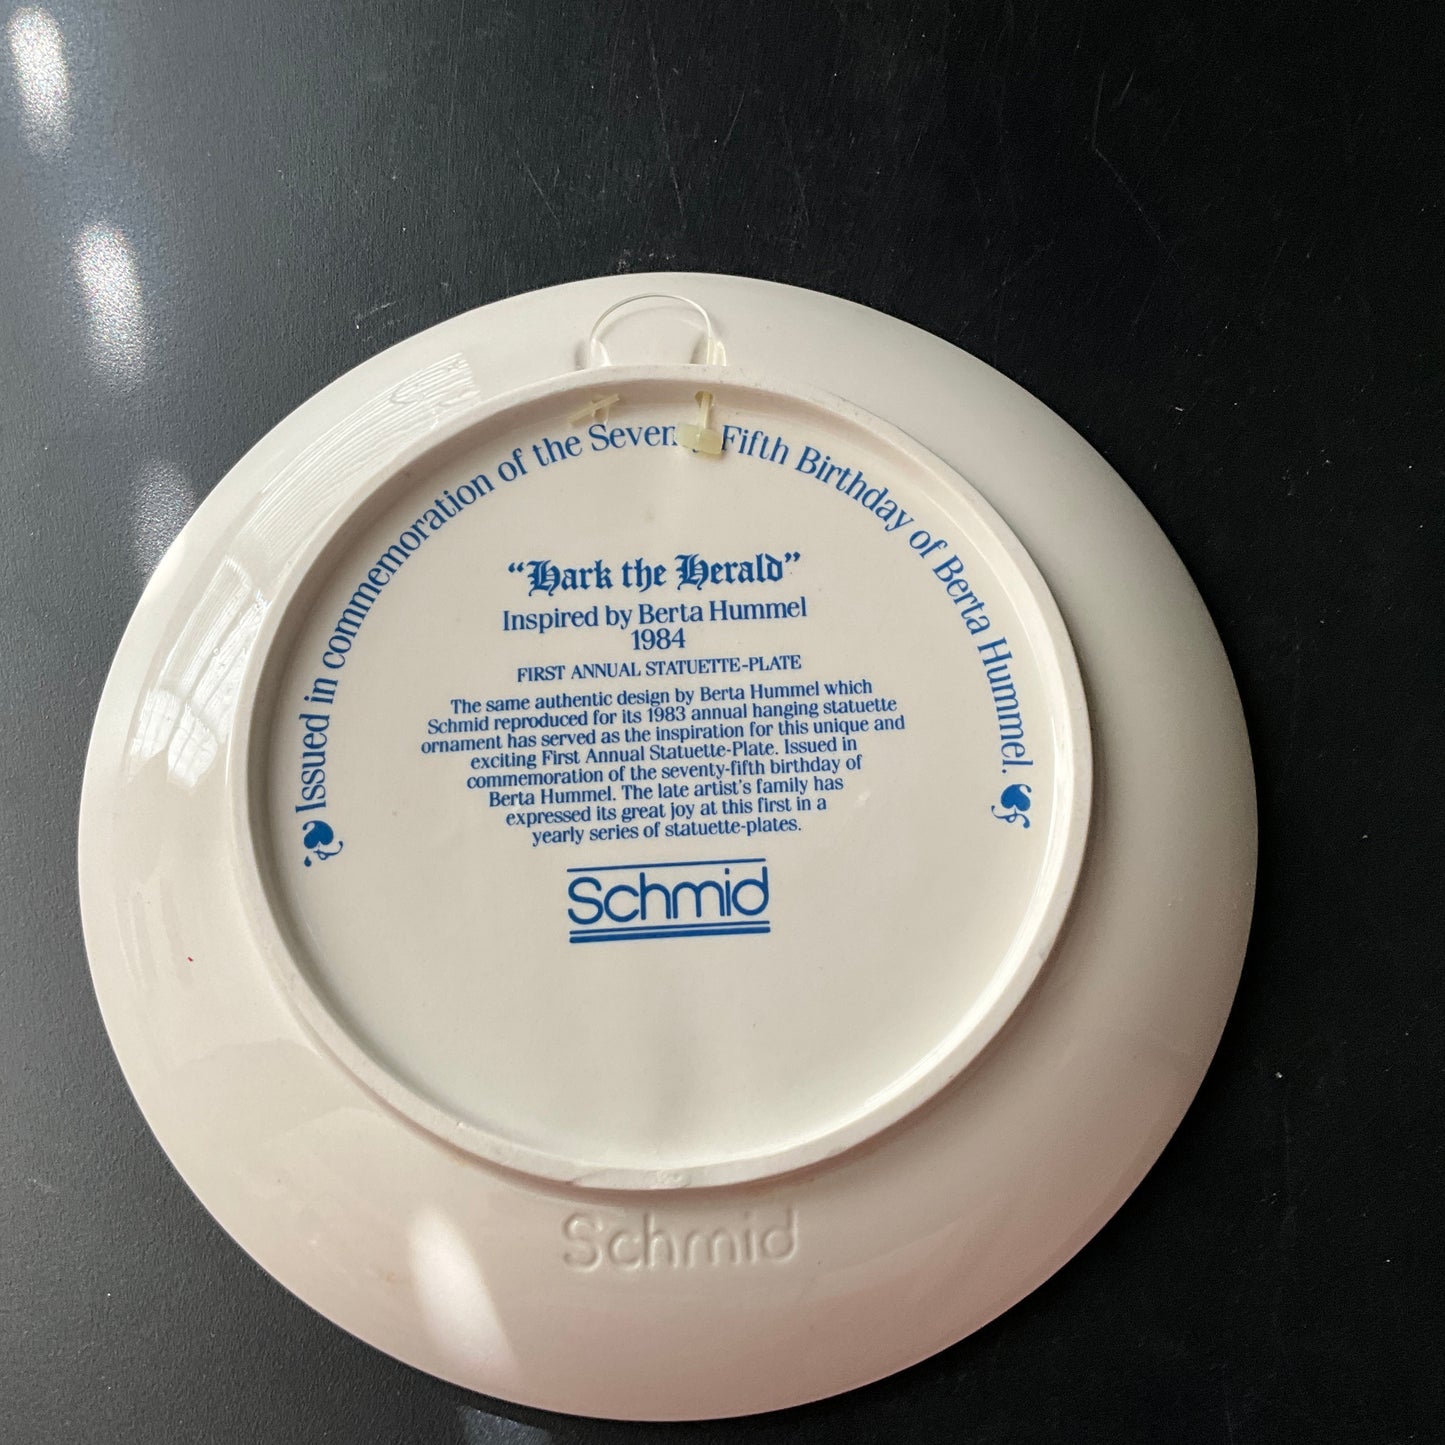 Issued in commemoration of the Seventy-Fifth Birthday of Berta Hummel.
“Hark the Herald”
Inspired by Berta Hummel
1984
FIRST ANNUAL STATUETTE-PLATE
The same authentic design by Berta Hummel which
Schmid reproduced for its 1983 annual hanging statuette
ornament has served as the inspiration for this unique and
exciting First Annual Statuette-Plate. Issued in
commemoration of the seventy-fifth birthday of
Berta Hummel. The late artist's family has
expressed its great joy at this first in a
yearly series of statuette-plates.
Schmid
Schmid